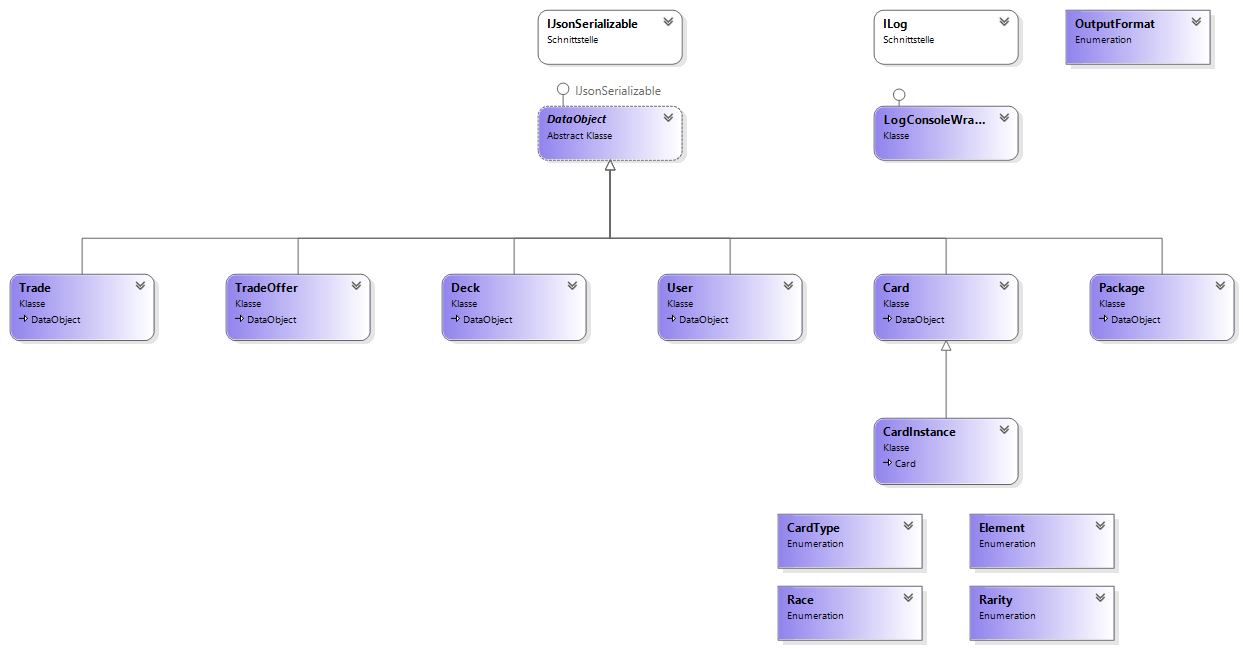 IJsonSerializable
Schnittstelle
ILog
Schnittstelle
OutputFormat
Enumeration
IJsonSerializable
DataObject
Abstract Klasse
LogConsoleWra...
Klasse
Trade
Klasse
DataObject
TradeOffer
Klasse
DataObject
Deck
Klasse
DataObject
User
Klasse
DataObject
Card
Klasse
DataObject
Package
Klasse
DataObject
CardInstance
Klasse
Card
CardType
Enumeration
Element
Enumeration
Race
Enumeration
Rarity
Enumeration